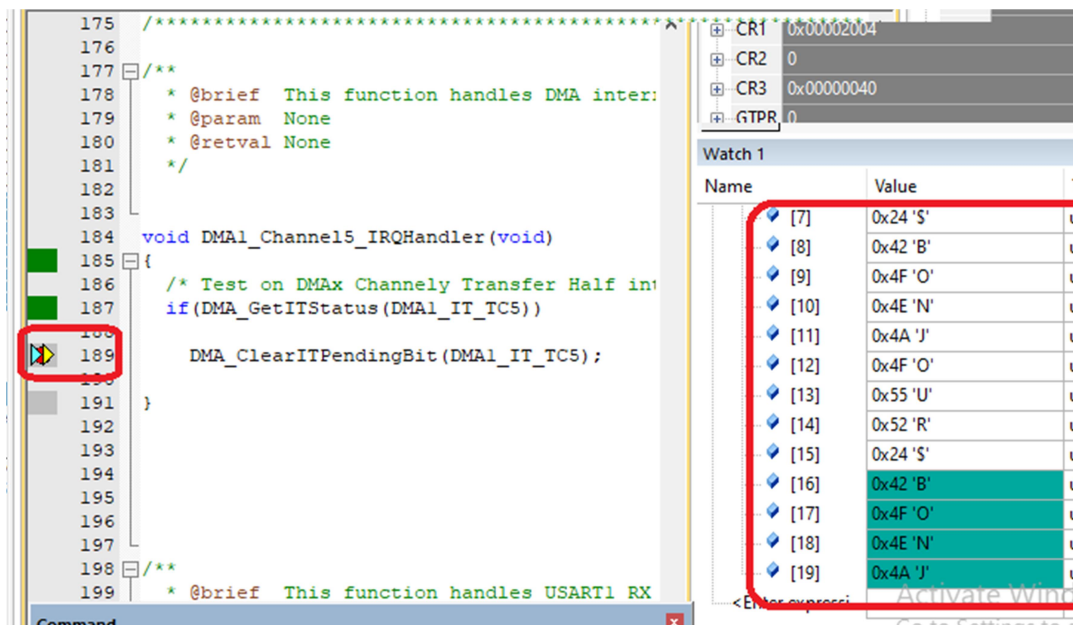 175 /****************************************************************
176
177 /**
178 * @brief This function handles DMA inter
179 * @param None
180 * @retval None
181 */
182
183
184 void DMA1_Channel5_IRQHandler(void)
185 {
186 /* Test on DMAx Channely Transfer Half int
187 if(DMA_GetITStatus(DMA1_IT_TC5))
188
189 DMA_ClearITPendingBit(DMA1_IT_TC5);
190
191 }
192
193
194
195
196
197
198 /**
199 * @brief This function handles USART1 RX
Command
CR1 0x00002004
CR2 0
CR3 0x00000040
GTPR 0
Watch 1
Name Value
[7] 0x24 '$'
[8] 0x42 'B'
[9] 0x4F 'O'
[10] 0x4E 'N'
[11] 0x4A 'J'
[12] 0x4F 'O'
[13] 0x55 'U'
[14] 0x52 'R'
[15] 0x24 '$'
[16] 0x42 'B'
[17] 0x4F 'O'
[18] 0x4E 'N'
[19] 0x4A 'J'
<Enter expressi
Activate Wind